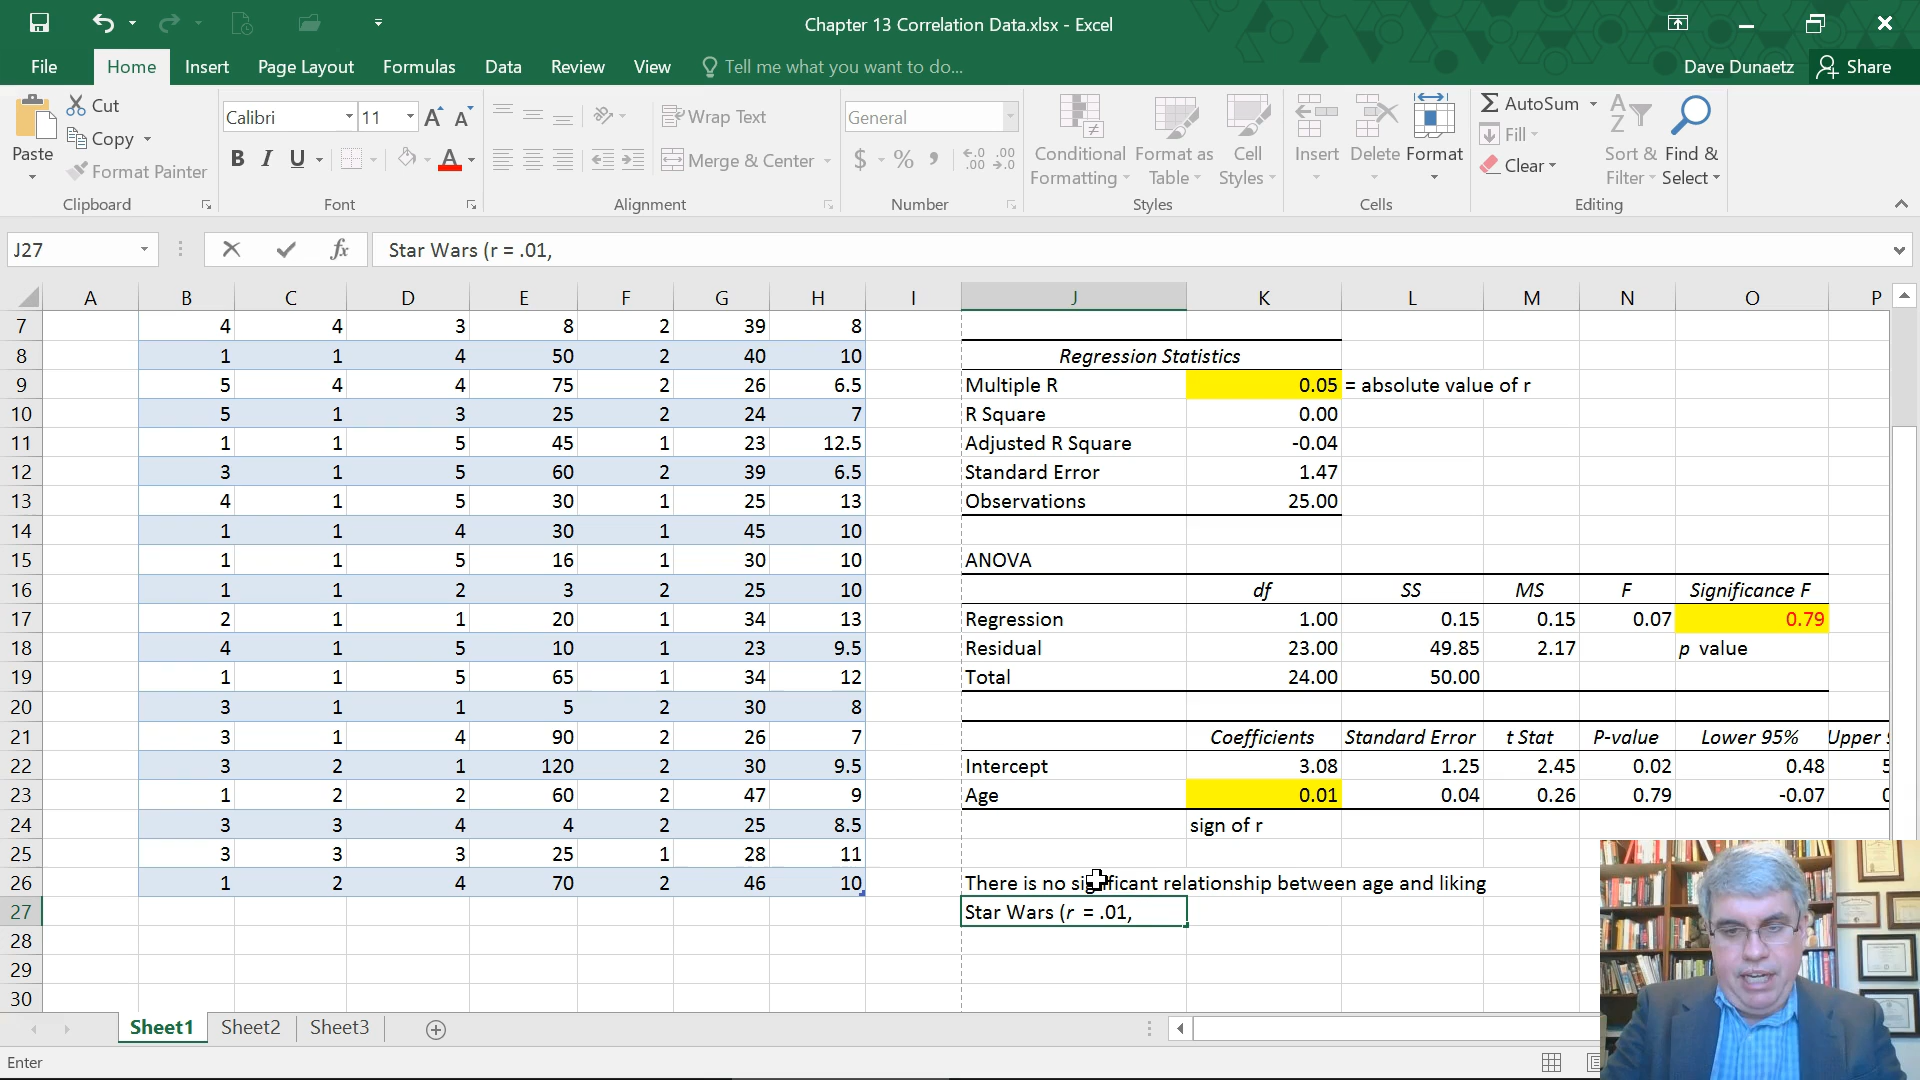 Chapter 13 Correlation Data.xlsx - Excel
File Home Insert Page Layout Formulas Data Review View Tell me what you want to do... Dave Dunaetz Share
Paste Cut Copy Format Painter Clipboard
Calibri 11 A A B I U A Font
Wrap Text Merge & Center Alignment
General $ % , .00 .00 Number
Conditional Formatting Format as Table Cell Styles Styles
Insert Delete Format Cells
AutoSum Fill Clear Sort & Filter Find & Select Editing
J27 fx Star Wars (r = .01,
A B C D E F G H I J K L M N O P
7 4 4 3 8 2 39 8
8 1 1 4 50 2 40 10 Regression Statistics
9 5 4 4 75 2 26 6.5 Multiple R 0.05 = absolute value of r
10 5 1 3 25 2 24 7 R Square 0.00
11 1 1 5 45 1 23 12.5 Adjusted R Square -0.04
12 3 1 5 60 2 39 6.5 Standard Error 1.47
13 4 1 5 30 1 25 13 Observations 25.00
14 1 1 4 30 1 45 10
15 1 1 5 16 1 30 10 ANOVA
16 1 1 2 3 2 25 10 df SS MS F Significance F
17 2 1 1 20 1 34 13 Regression 1.00 0.15 0.15 0.07 0.79
18 4 1 5 10 1 23 9.5 Residual 23.00 49.85 2.17 p value
19 1 1 5 65 1 34 12 Total 24.00 50.00
20 3 1 1 5 2 30 8
21 3 1 4 90 2 26 7 Coefficients Standard Error t Stat P-value Lower 95% Upper
22 3 2 1 120 2 30 9.5 Intercept 3.08 1.25 2.45 0.02 0.48
23 1 2 2 60 2 47 9 Age 0.01 0.04 0.26 0.79 -0.07
24 3 3 4 4 2 25 8.5 sign of r
25 3 3 3 25 1 28 11
26 1 2 4 70 2 46 10 There is no significant relationship between age and liking
27 Star Wars (r = .01,
28
29
30
Sheet1 Sheet2 Sheet3
Enter